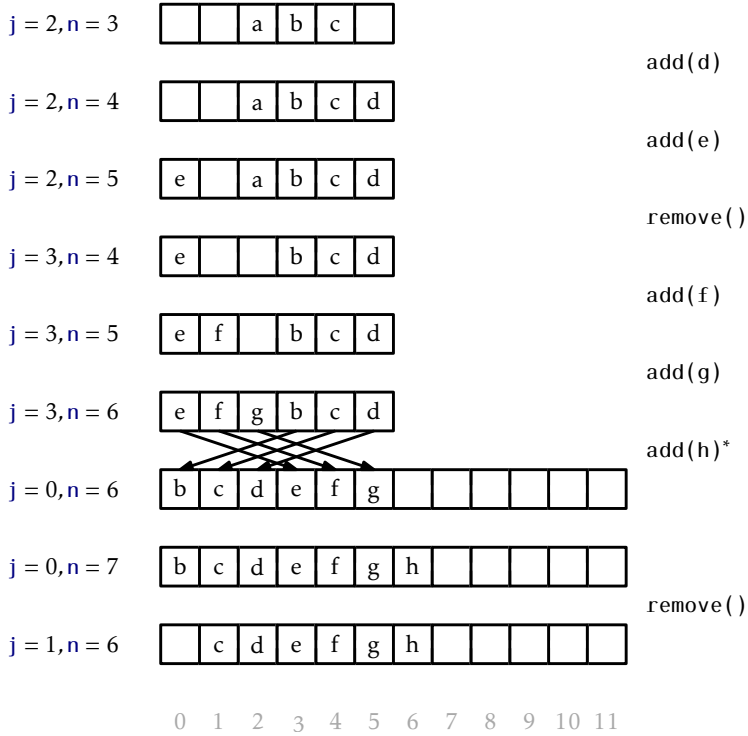 j = 2, n = 3 a b c
add(d)
j = 2, n = 4 a b c d
add(e)
j = 2, n = 5 e a b c d
remove()
j = 3, n = 4 e b c d
add(f)
j = 3, n = 5 e f b c d
add(g)
j = 3, n = 6 e f g b c d
add(h)*
j = 0, n = 6 b c d e f g
j = 0, n = 7 b c d e f g h
remove()
j = 1, n = 6 c d e f g h
0 1 2 3 4 5 6 7 8 9 10 11